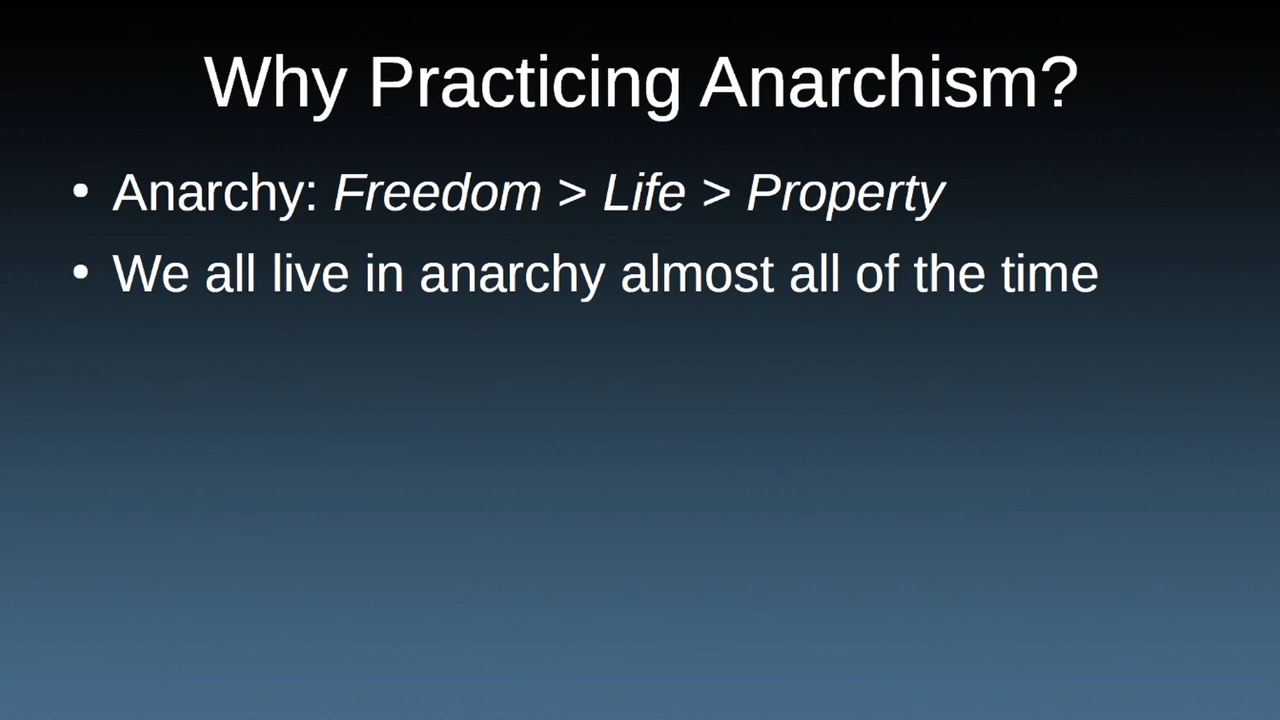 Why Practicing Anarchism?
• Anarchy: Freedom > Life > Property
• We all live in anarchy almost all of the time